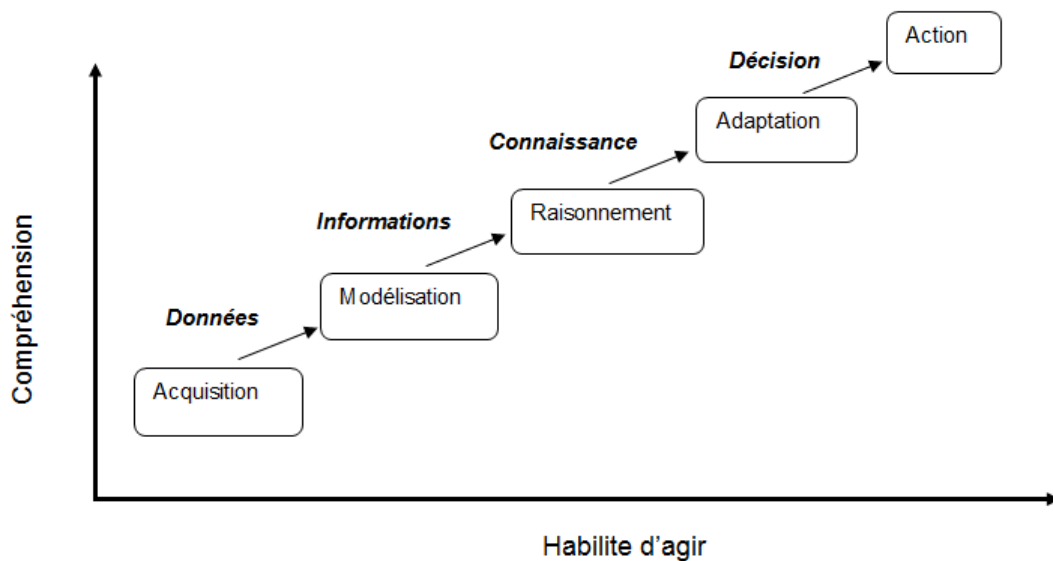 Action
Décision
Adaptation
Connaissance
Raisonnement
Informations
Modélisation
Données
Acquisition
Compréhension
Habilite d'agir